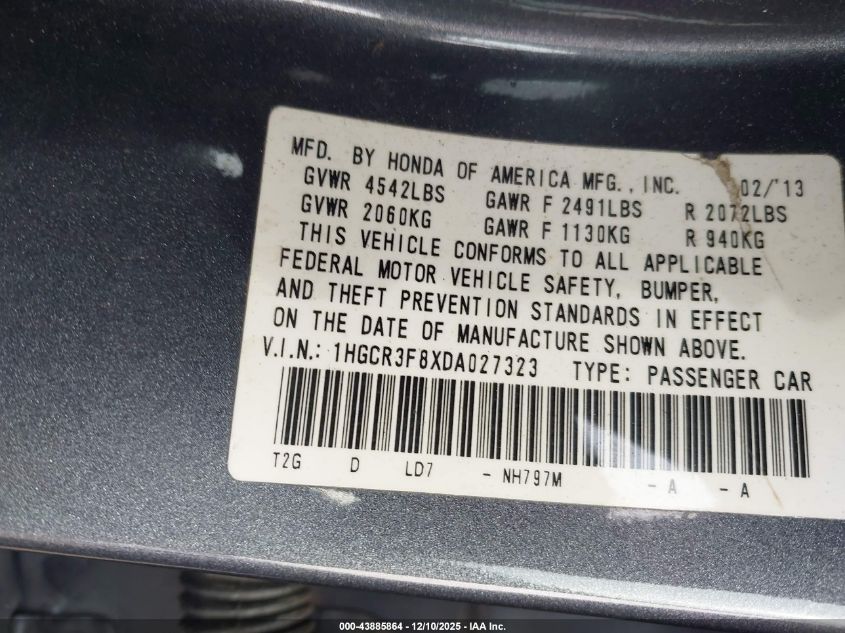 MFD. BY HONDA OF AMERICA MFG., INC. 02/'13
GVWR 4542LBS GAWR F 2491LBS R 2072LBS
GVWR 2060KG GAWR F 1130KG R 940KG
THIS VEHICLE CONFORMS TO ALL APPLICABLE
FEDERAL MOTOR VEHICLE SAFETY, BUMPER,
AND THEFT PREVENTION STANDARDS IN EFFECT
ON THE DATE OF MANUFACTURE SHOWN ABOVE.
V.I.N.: 1HGCR3F8XDA027323 TYPE: PASSENGER CAR
T2G D LD7 - NH797M - A - A
000-43885864 - 12/10/2025 - IAA Inc.